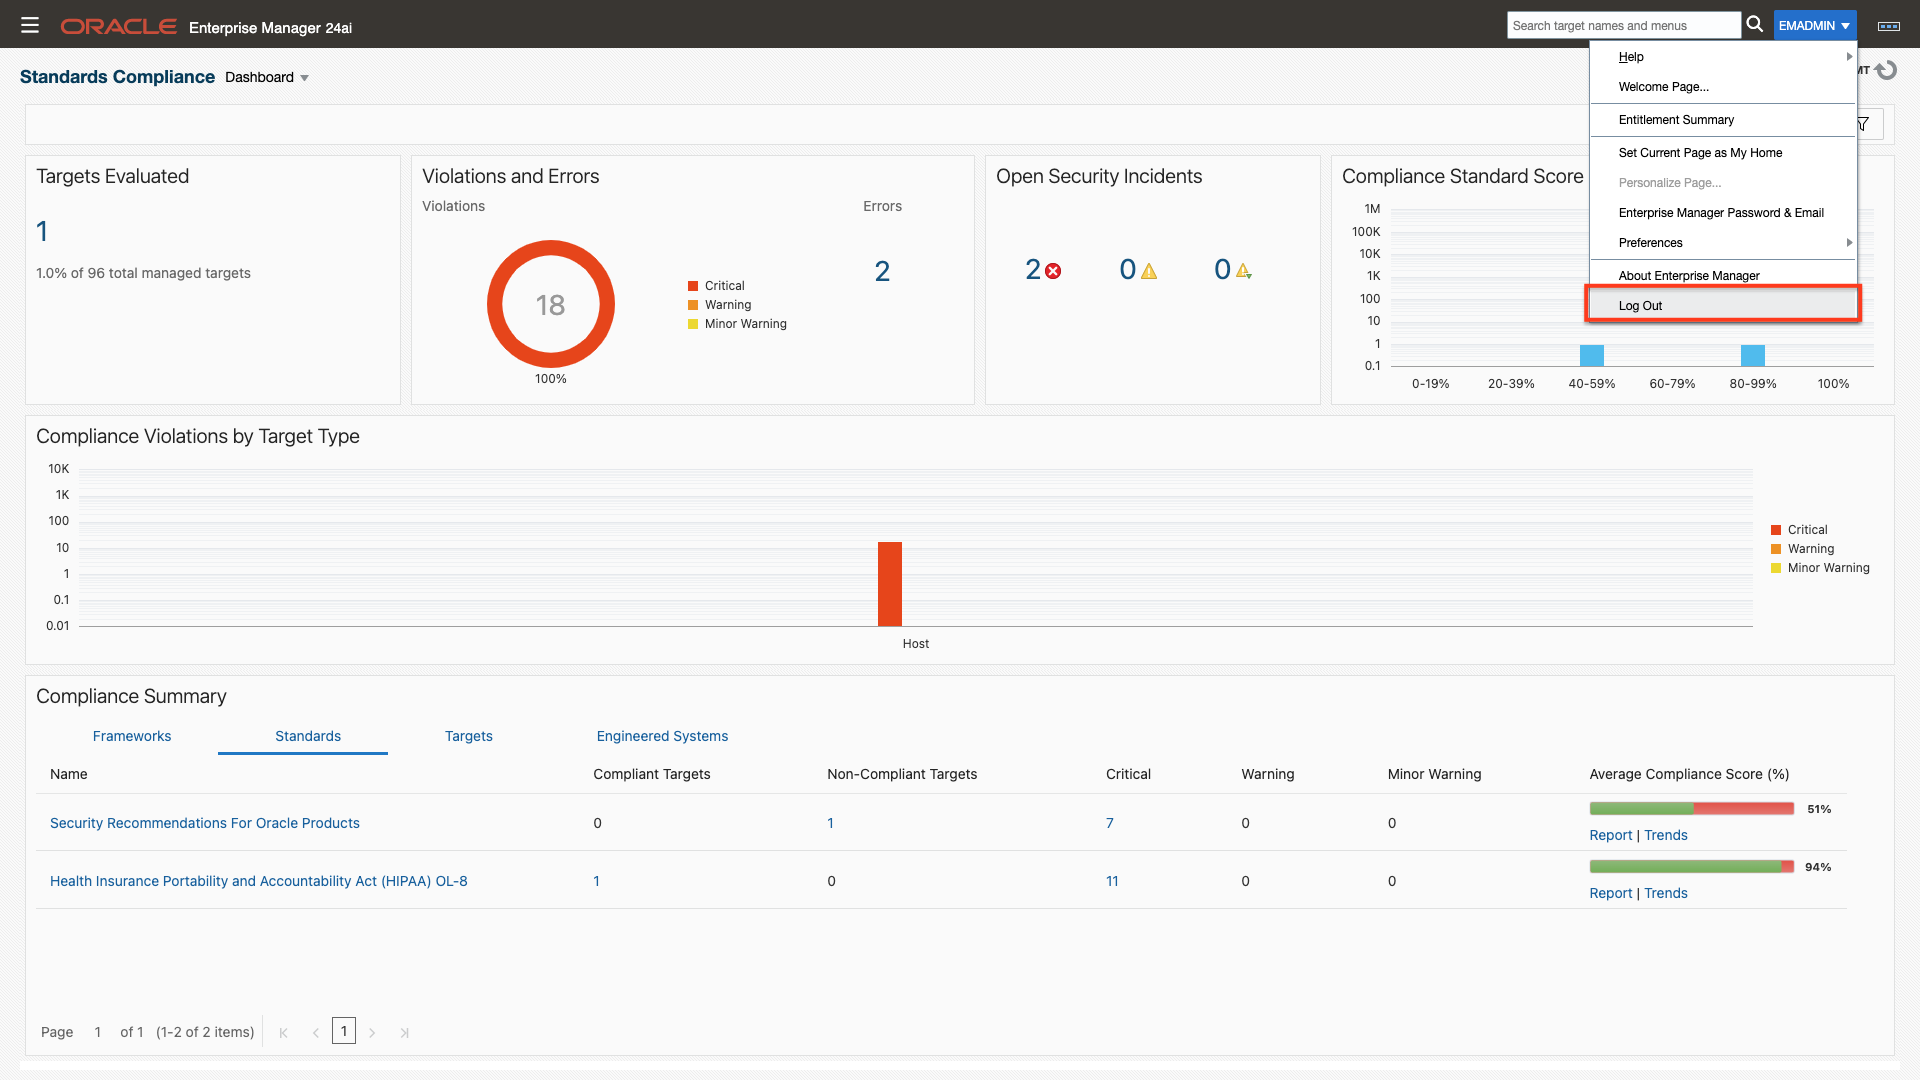 ORACLE Enterprise Manager 24ai
Search target names and menus
EMADMIN
Standards Compliance Dashboard
MT
Help
Welcome Page...
Entitlement Summary
Set Current Page as My Home
Personalize Page...
Enterprise Manager Password & Email
Preferences
About Enterprise Manager
Log Out
Targets Evaluated
1
1.0% of 96 total managed targets
Violations and Errors
Violations
Errors
18
100%
Critical
Warning
Minor Warning
2
Open Security Incidents
2 0 0
Compliance Standard Score
1M
100K
10K
1K
100
10
1
0.1
0-19% 20-39% 40-59% 60-79% 80-99% 100%
Compliance Violations by Target Type
10K
1K
100
10
1
0.1
0.01
Host
Critical
Warning
Minor Warning
Compliance Summary
Frameworks Standards Targets Engineered Systems
Name Compliant Targets Non-Compliant Targets Critical Warning Minor Warning Average Compliance Score (%)
Security Recommendations For Oracle Products 0 1 7 0 0 51%
Report | Trends
Health Insurance Portability and Accountability Act (HIPAA) OL-8 1 0 11 0 0 94%
Report | Trends
Page 1 of 1 (1-2 of 2 items) 1